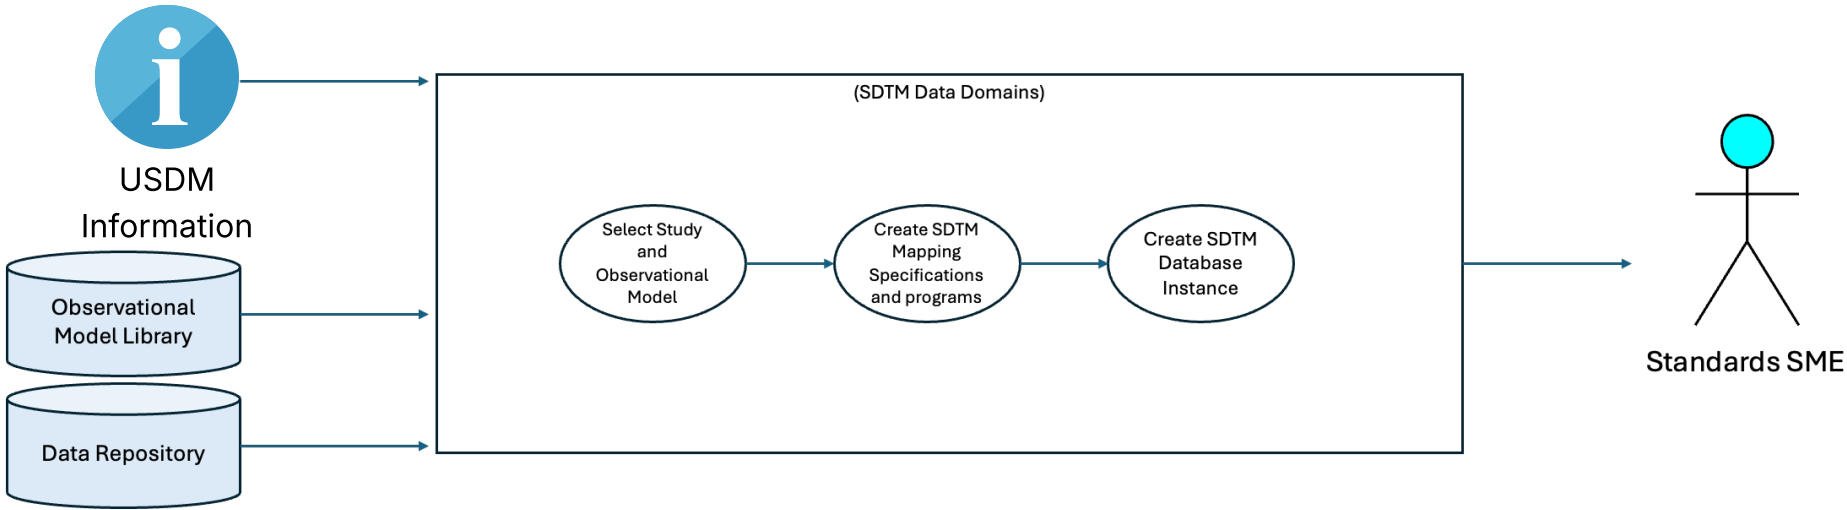 USDM
Information
Observational
Model Library
Data Repository
(SDTM Data Domains)
Select Study
and
Observational
Model
Create SDTM
Mapping
Specifications
and programs
Create SDTM
Database
Instance
Standards SME